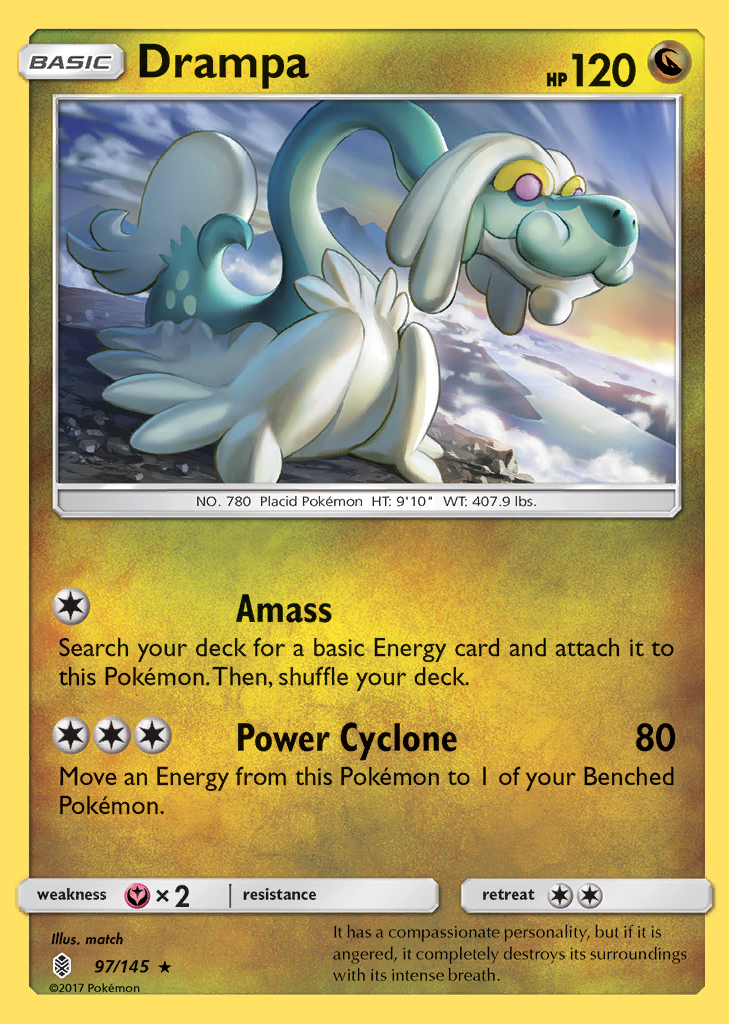 BASIC Drampa HP 120
NO. 780 Placid Pokémon HT: 9'10" WT: 407.9 lbs.
Amass
Search your deck for a basic Energy card and attach it to
this Pokémon. Then, shuffle your deck.
Power Cyclone 80
Move an Energy from this Pokémon to 1 of your Benched
Pokémon.
weakness ×2 resistance retreat
Illus. match
97/145 ★
©2017 Pokémon
It has a compassionate personality, but if it is
angered, it completely destroys its surroundings
with its intense breath.